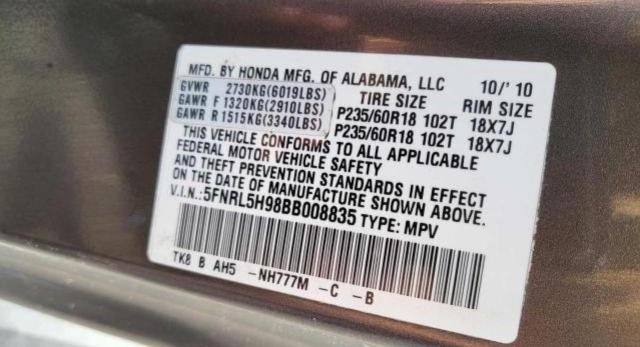 MFD. BY HONDA MFG. OF ALABAMA, LLC 10/'10
GVWR 2730KG(6019LBS) TIRE SIZE RIM SIZE
GAWR F 1320KG(2910LBS) P235/60R18 102T 18X7J
GAWR R 1515KG(3340LBS) P235/60R18 102T 18X7J
THIS VEHICLE CONFORMS TO ALL APPLICABLE
FEDERAL MOTOR VEHICLE SAFETY
AND THEFT PREVENTION STANDARDS IN EFFECT
ON THE DATE OF MANUFACTURE SHOWN ABOVE.
V.I.N.: 5FNRL5H98BB008835 TYPE: MPV
TK8 B AH5 -NH777M -C -B